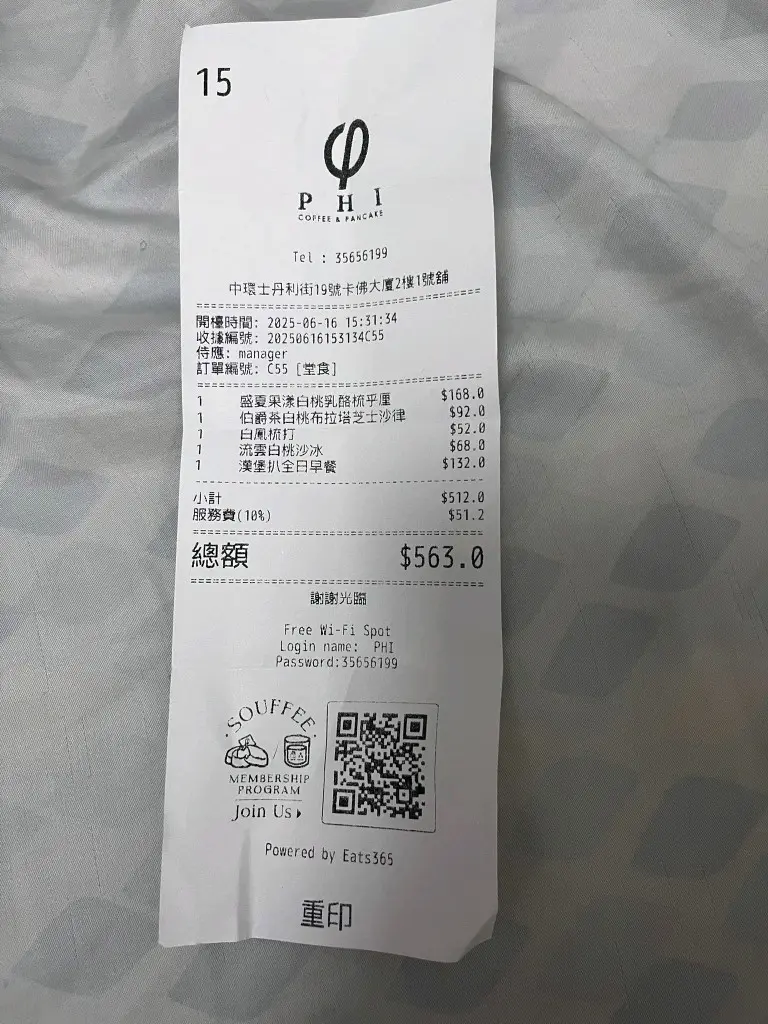 15
φ
PHI
COFFEE & PANCAKE
Tel : 35656199
中環士丹利街19號卡佛大廈2樓1號舖
開檯時間: 2025-06-16 15:31:34
收據編號: 20250616153134C55
侍應: manager
訂單編號: C55 [堂食]
1 盛夏果漾白桃乳酪梳乎厘 $168.0
1 伯爵茶白桃布拉塔芝士沙律 $92.0
1 白鳳梳打 $52.0
1 流雲白桃沙冰 $68.0
1 漢堡扒全日早餐 $132.0
小計 $512.0
服務費(10%) $51.2
總額 $563.0
謝謝光臨
Free Wi-Fi Spot
Login name: PHI
Password:35656199
SOUFFEE
MEMBERSHIP
PROGRAM
Join Us
Powered by Eats365
重印